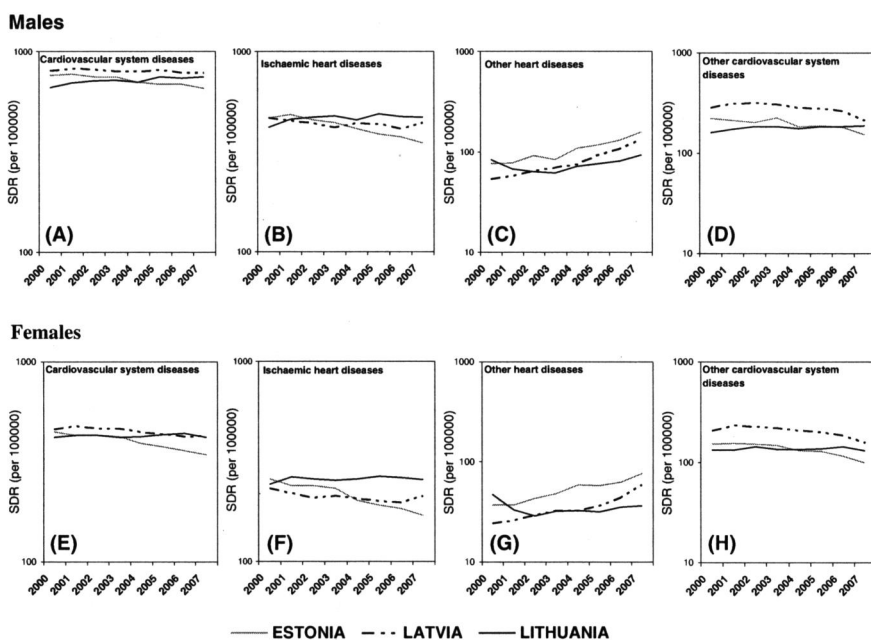 Males
Cardiovascular system diseases
1000
SDR (per 100000)
100
(A)
2000 2001 2002 2003 2004 2005 2006 2007
Ischaemic heart diseases
1000
SDR (per 100000)
100
(B)
2000 2001 2002 2003 2004 2005 2006 2007
Other heart diseases
1000
SDR (per 100000)
100
10
(C)
2000 2001 2002 2003 2004 2005 2006 2007
Other cardiovascular system
diseases
1000
SDR (per 100000)
100
10
(D)
2000 2001 2002 2003 2004 2005 2006 2007
Females
Cardiovascular system diseases
1000
SDR (per 100000)
100
(E)
2000 2001 2002 2003 2004 2005 2006 2007
Ischaemic heart diseases
1000
SDR (per 100000)
100
(F)
2000 2001 2002 2003 2004 2005 2006 2007
Other heart diseases
1000
SDR (per 100000)
100
10
(G)
2000 2001 2002 2003 2004 2005 2006 2007
Other cardiovascular system
diseases
1000
SDR (per 100000)
100
10
(H)
2000 2001 2002 2003 2004 2005 2006 2007
ESTONIA LATVIA LITHUANIA